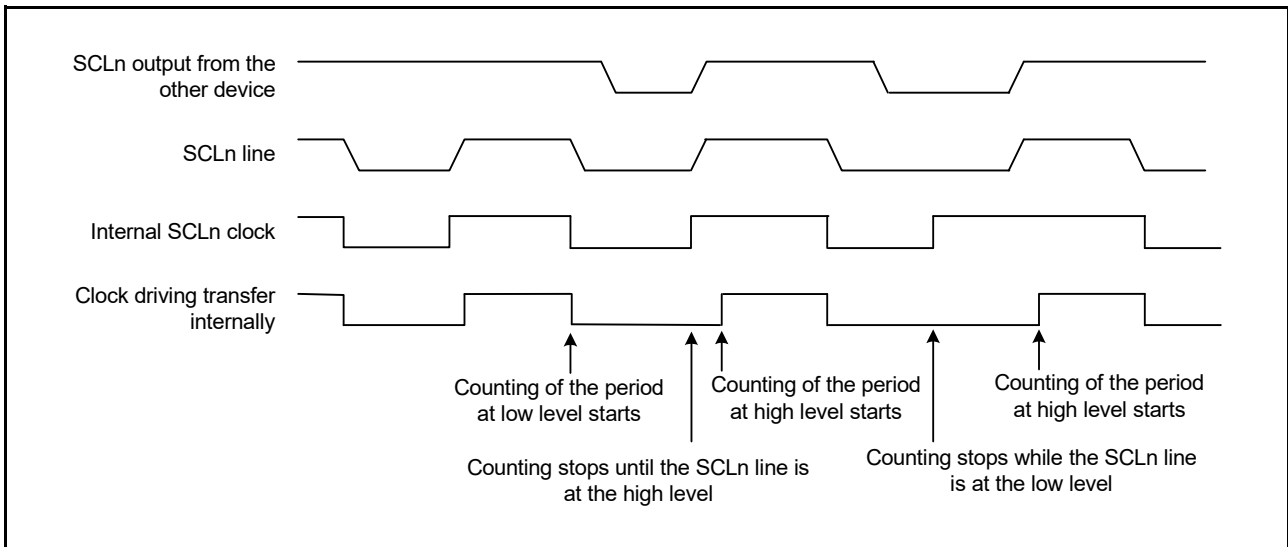 SCLn output from the
other device
SCLn line
Internal SCLn clock
Clock driving transfer
internally
Counting of the period
at low level starts
Counting of the period
at high level starts
Counting of the period
at high level starts
Counting stops until the SCLn line is
at the high level
Counting stops while the SCLn line
is at the low level